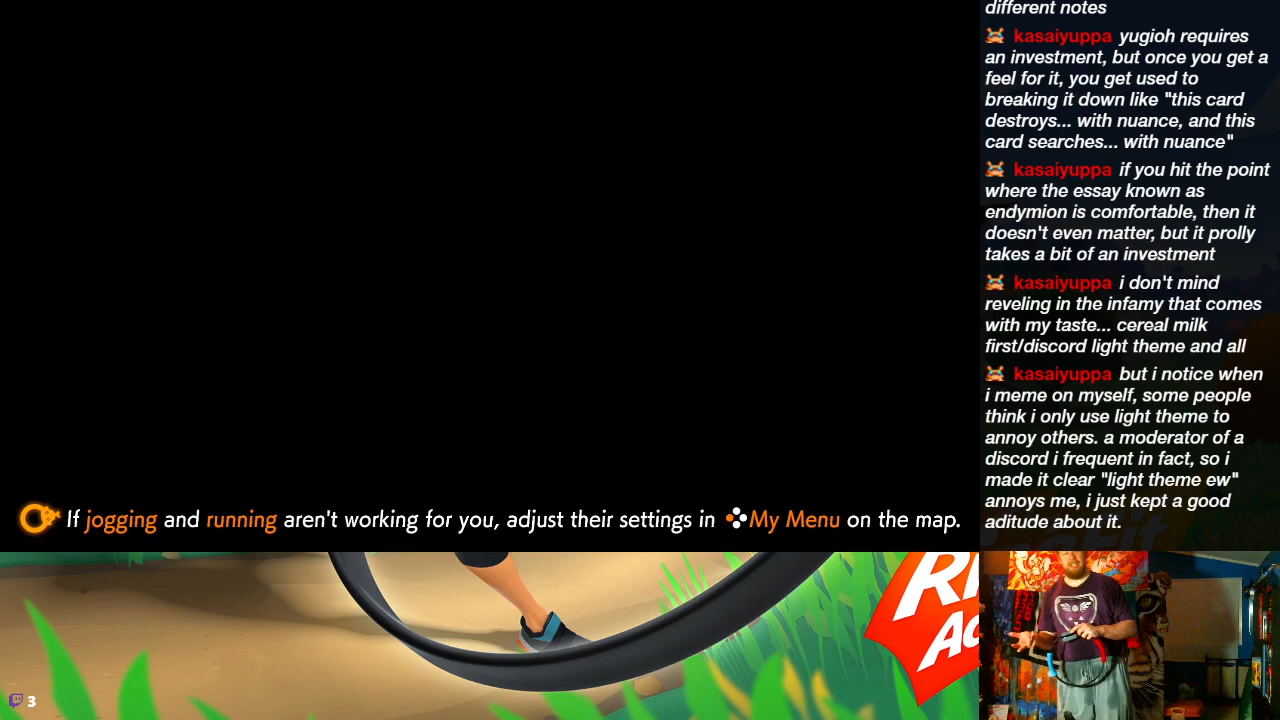 different notes
kasaiyuppa yugioh requires
an investment, but once you get a
feel for it, you get used to
breaking it down like "this card
destroys... with nuance, and this
card searches... with nuance"
kasaiyuppa if you hit the point
where the essay known as
endymion is comfortable, then it
doesn't even matter, but it prolly
takes a bit of an investment
kasaiyuppa i don't mind
reveling in the infamy that comes
with my taste... cereal milk
first/discord light theme and all
kasaiyuppa but i notice when
i meme on myself, some people
think i only use light theme to
annoy others. a moderator of a
discord i frequent in fact, so i
made it clear "light theme ew"
annoys me, i just kept a good
aditude about it.
If jogging and running aren't working for you, adjust their settings in My Menu on the map.
3